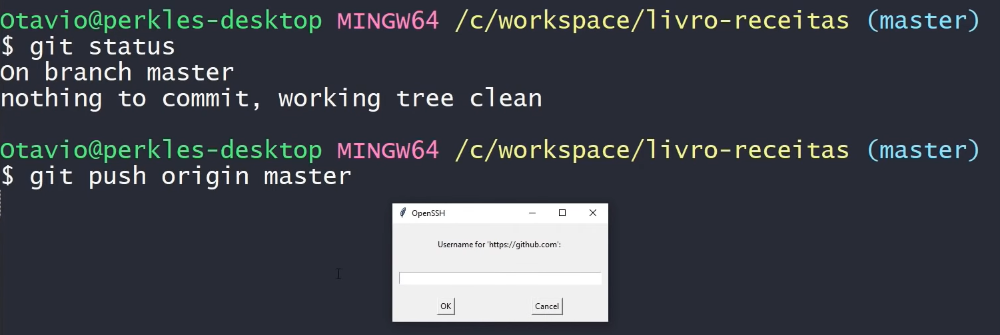 Otavio@perkles-desktop MINGW64 /c/workspace/livro-receitas (master)
$ git status
On branch master
nothing to commit, working tree clean
Otavio@perkles-desktop MINGW64 /c/workspace/livro-receitas (master)
$ git push origin master
OpenSSH
Username for 'https://github.com':
OK Cancel